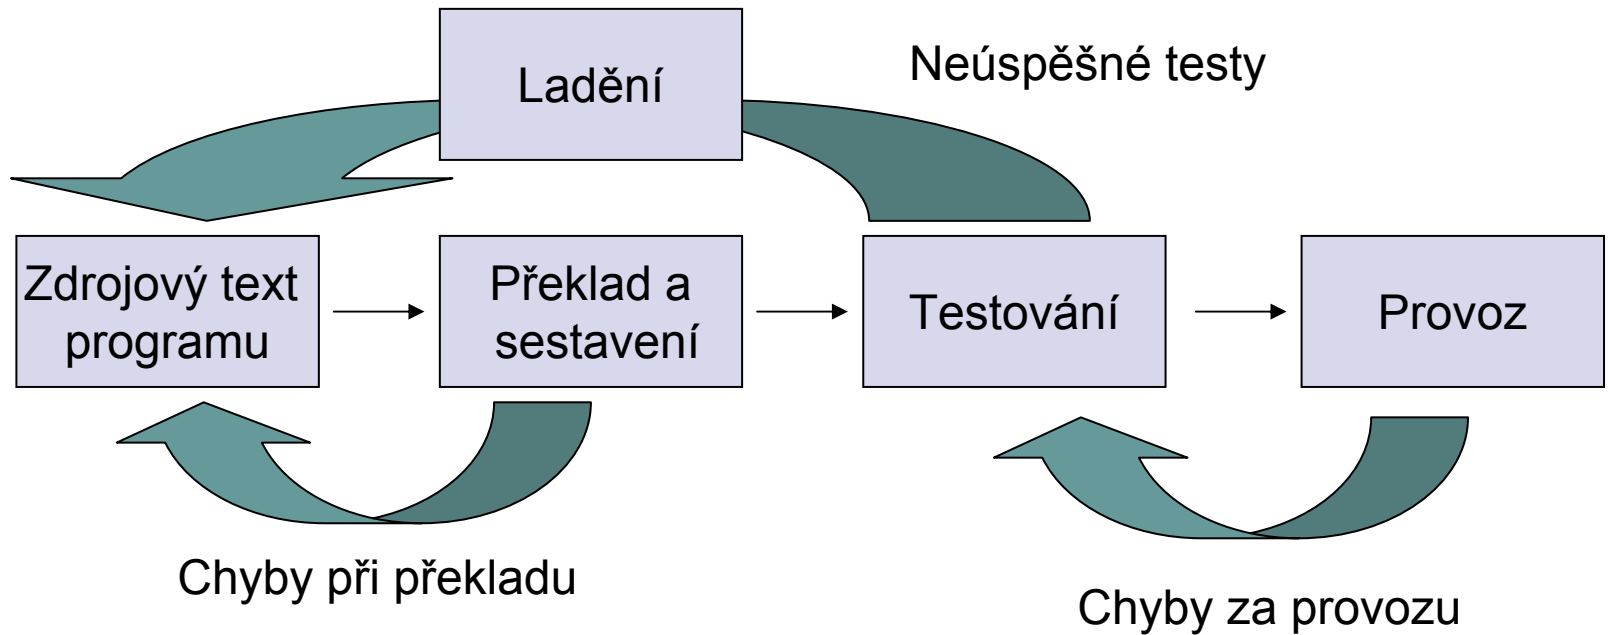 Ladění
Neúspěšné testy
Zdrojový text
programu
Překlad a
sestavení
Testování
Provoz
Chyby při překladu
Chyby za provozu